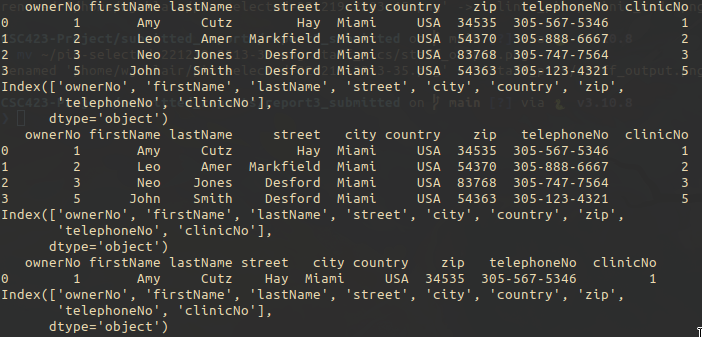 ownerNo firstName lastName street city country zip telephoneNo clinicNo
0 1 Amy Cutz Hay Miami USA 34535 305-567-5346 1
1 2 Leo Amer Markfield Miami USA 54370 305-888-6667 2
2 3 Neo Jones Desford Miami USA 83768 305-747-7564 3
3 5 John Smith Desford Miami USA 54363 305-123-4321 5
Index(['ownerNo', 'firstName', 'lastName', 'street', 'city', 'country', 'zip',
'telephoneNo', 'clinicNo'],
dtype='object')
ownerNo firstName lastName street city country zip telephoneNo clinicNo
0 1 Amy Cutz Hay Miami USA 34535 305-567-5346 1
1 2 Leo Amer Markfield Miami USA 54370 305-888-6667 2
2 3 Neo Jones Desford Miami USA 83768 305-747-7564 3
3 5 John Smith Desford Miami USA 54363 305-123-4321 5
Index(['ownerNo', 'firstName', 'lastName', 'street', 'city', 'country', 'zip',
'telephoneNo', 'clinicNo'],
dtype='object')
ownerNo firstName lastName street city country zip telephoneNo clinicNo
0 1 Amy Cutz Hay Miami USA 34535 305-567-5346 1
Index(['ownerNo', 'firstName', 'lastName', 'street', 'city', 'country', 'zip',
'telephoneNo', 'clinicNo'],
dtype='object')